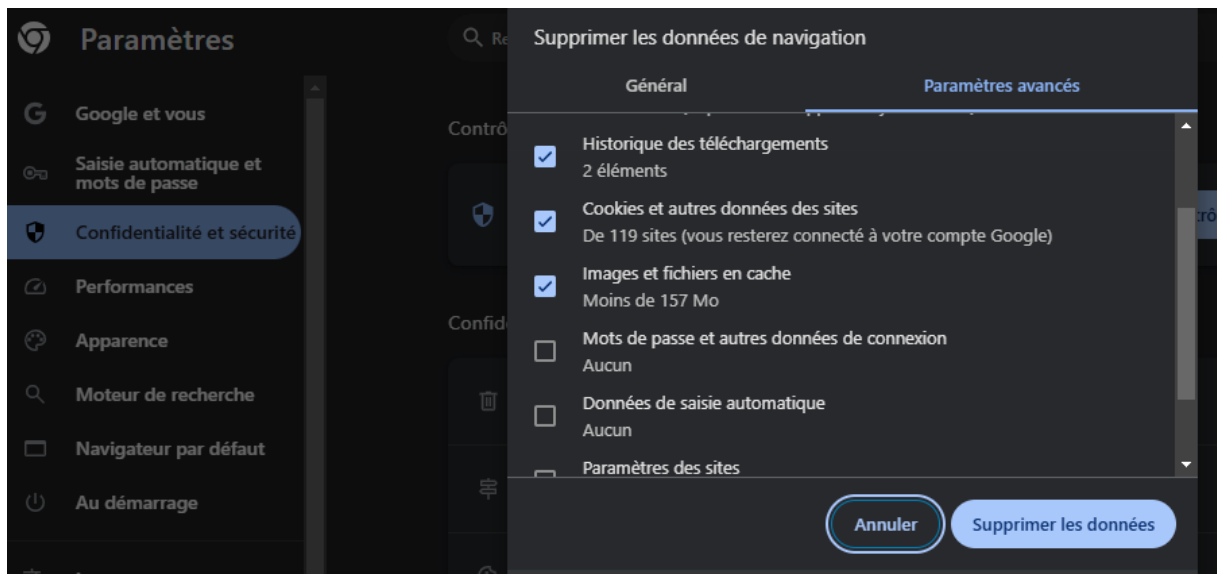 Paramètres
Google et vous
Saisie automatique et
mots de passe
Confidentialité et sécurité
Performances
Apparence
Moteur de recherche
Navigateur par défaut
Au démarrage
Re
Contrô
Confid
Supprimer les données de navigation
Général
Paramètres avancés
Historique des téléchargements
2 éléments
Cookies et autres données des sites
De 119 sites (vous resterez connecté à votre compte Google)
Images et fichiers en cache
Moins de 157 Mo
Mots de passe et autres données de connexion
Aucun
Données de saisie automatique
Aucun
Paramètres des sites
Annuler
Supprimer les données
trô